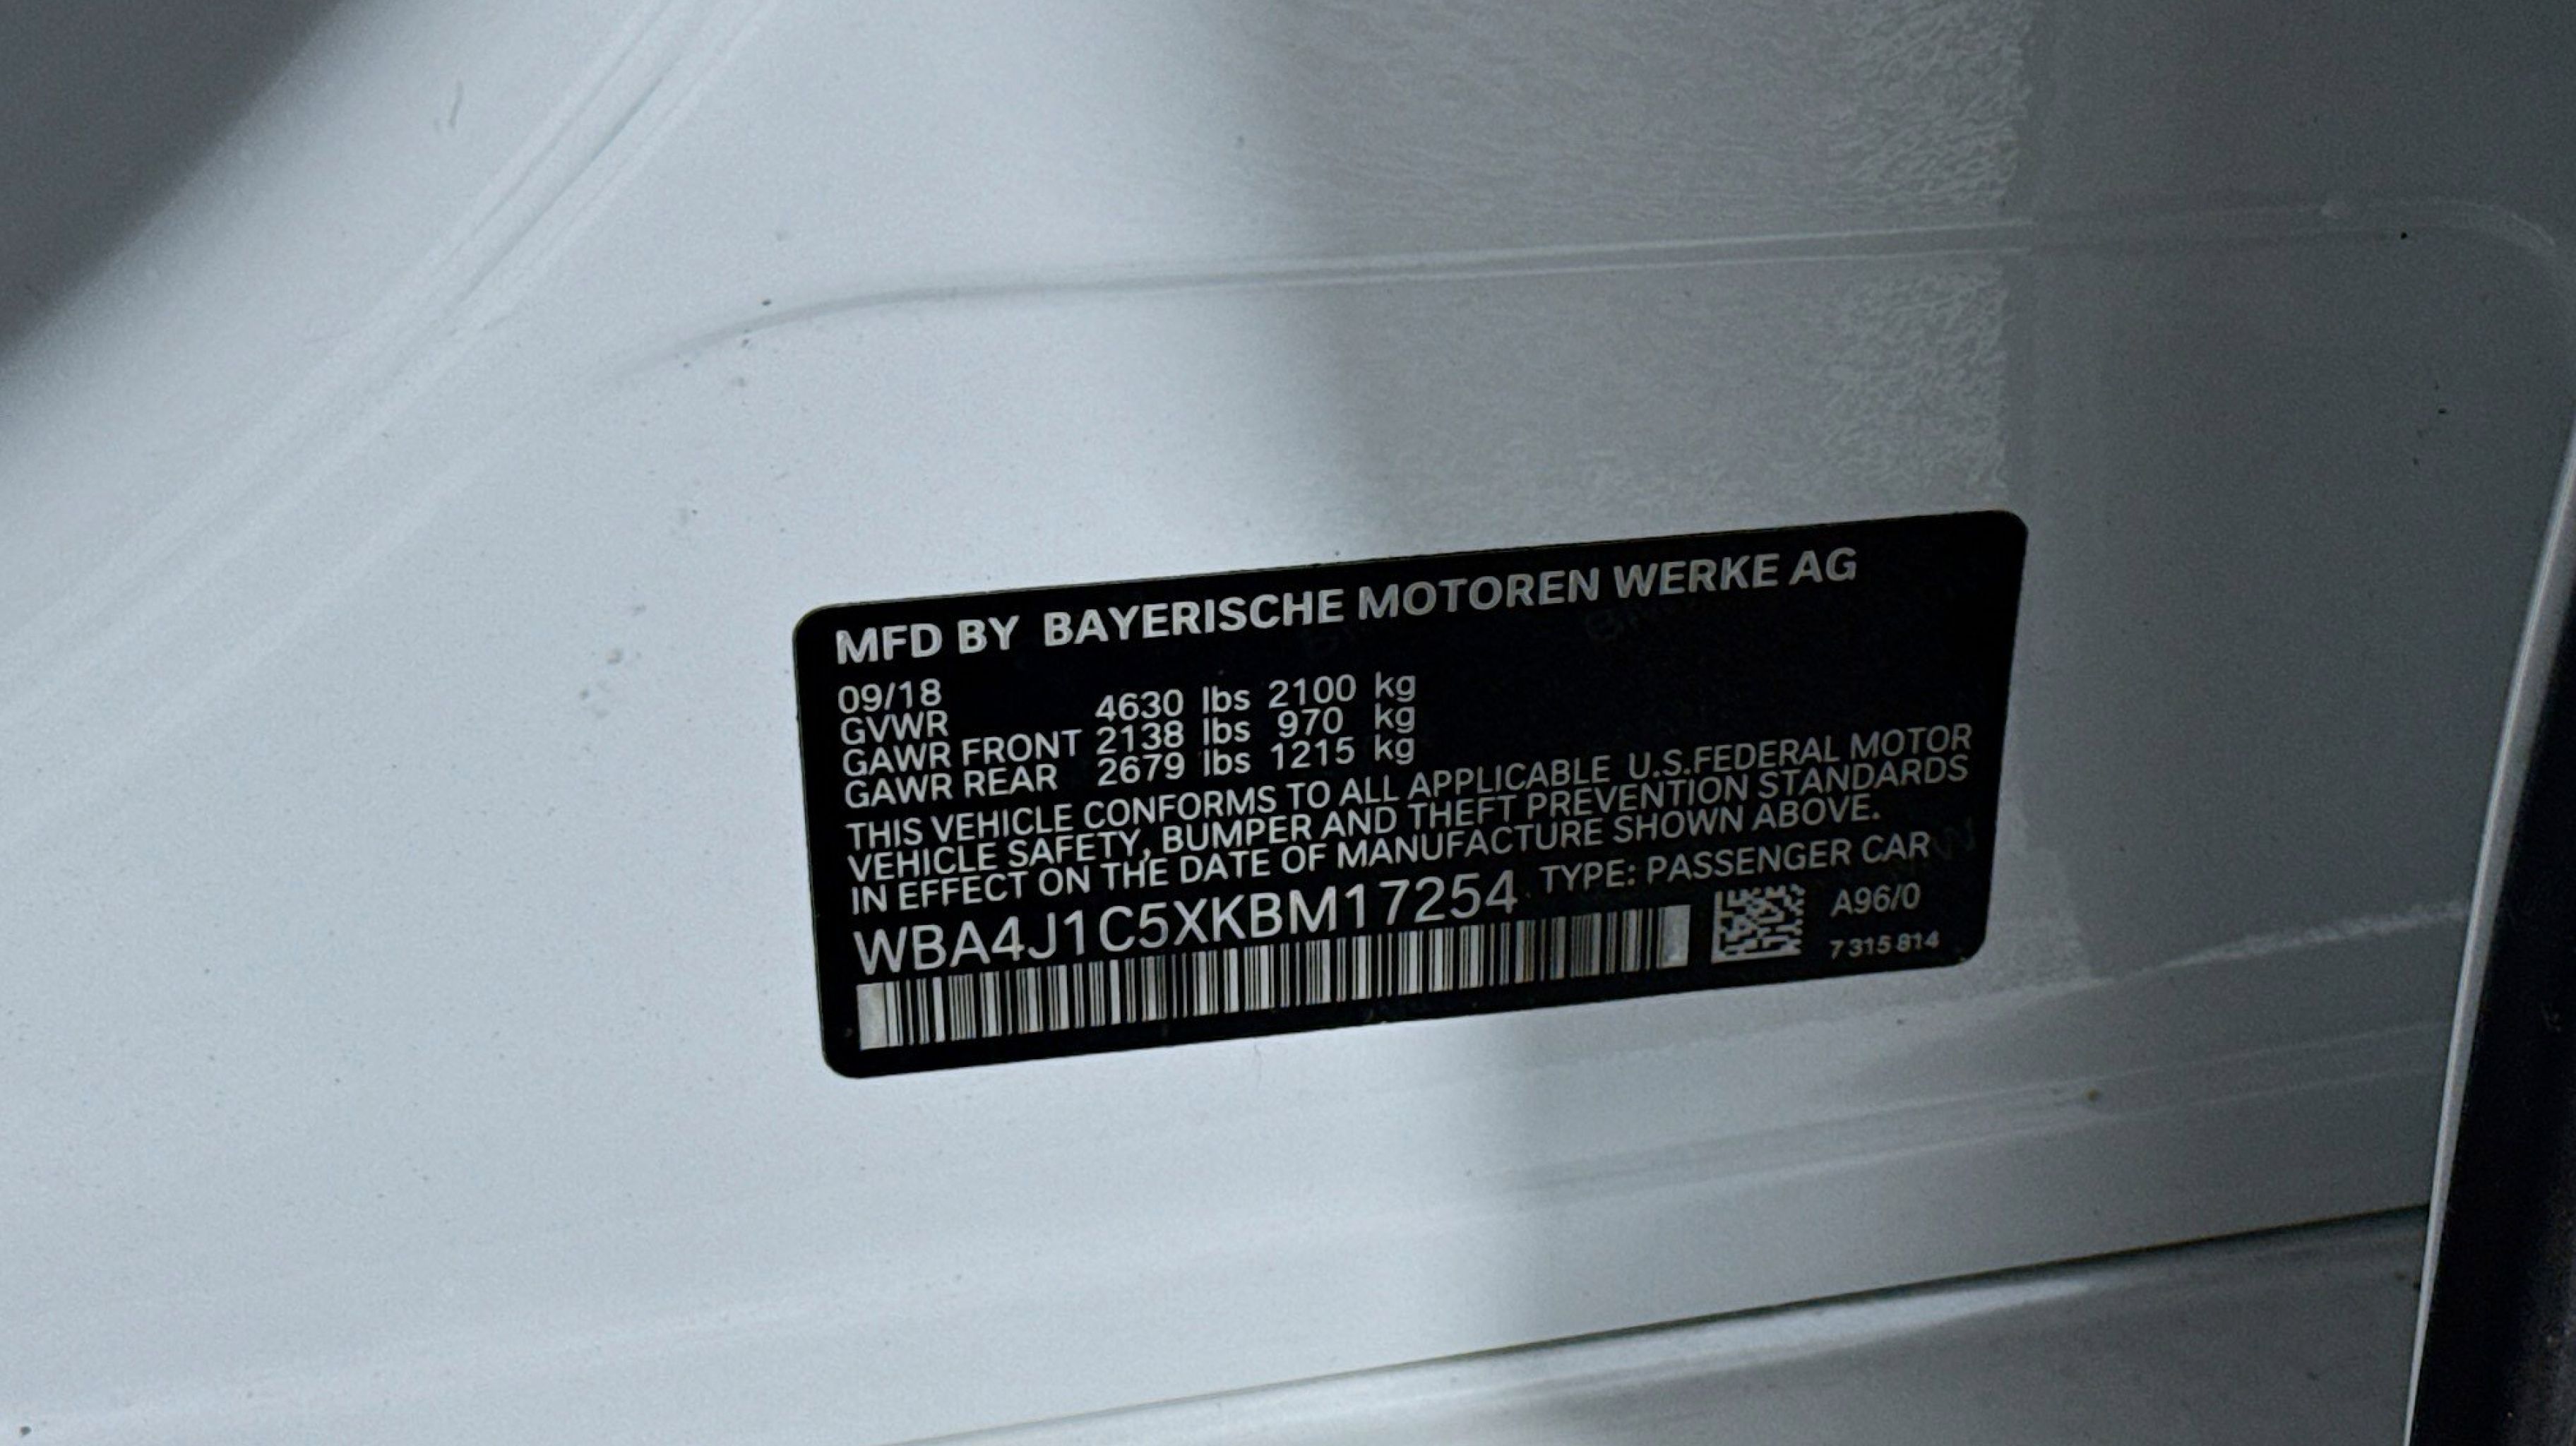 MFD BY BAYERISCHE MOTOREN WERKE AG
09/18
GVWR 4630 lbs 2100 kg
GAWR FRONT 2138 lbs 970 kg
GAWR REAR 2679 lbs 1215 kg
THIS VEHICLE CONFORMS TO ALL APPLICABLE U.S.FEDERAL MOTOR
VEHICLE SAFETY, BUMPER AND THEFT PREVENTION STANDARDS
IN EFFECT ON THE DATE OF MANUFACTURE SHOWN ABOVE.
WBA4J1C5XKBM17254 TYPE: PASSENGER CAR
A96/0
7 315 814